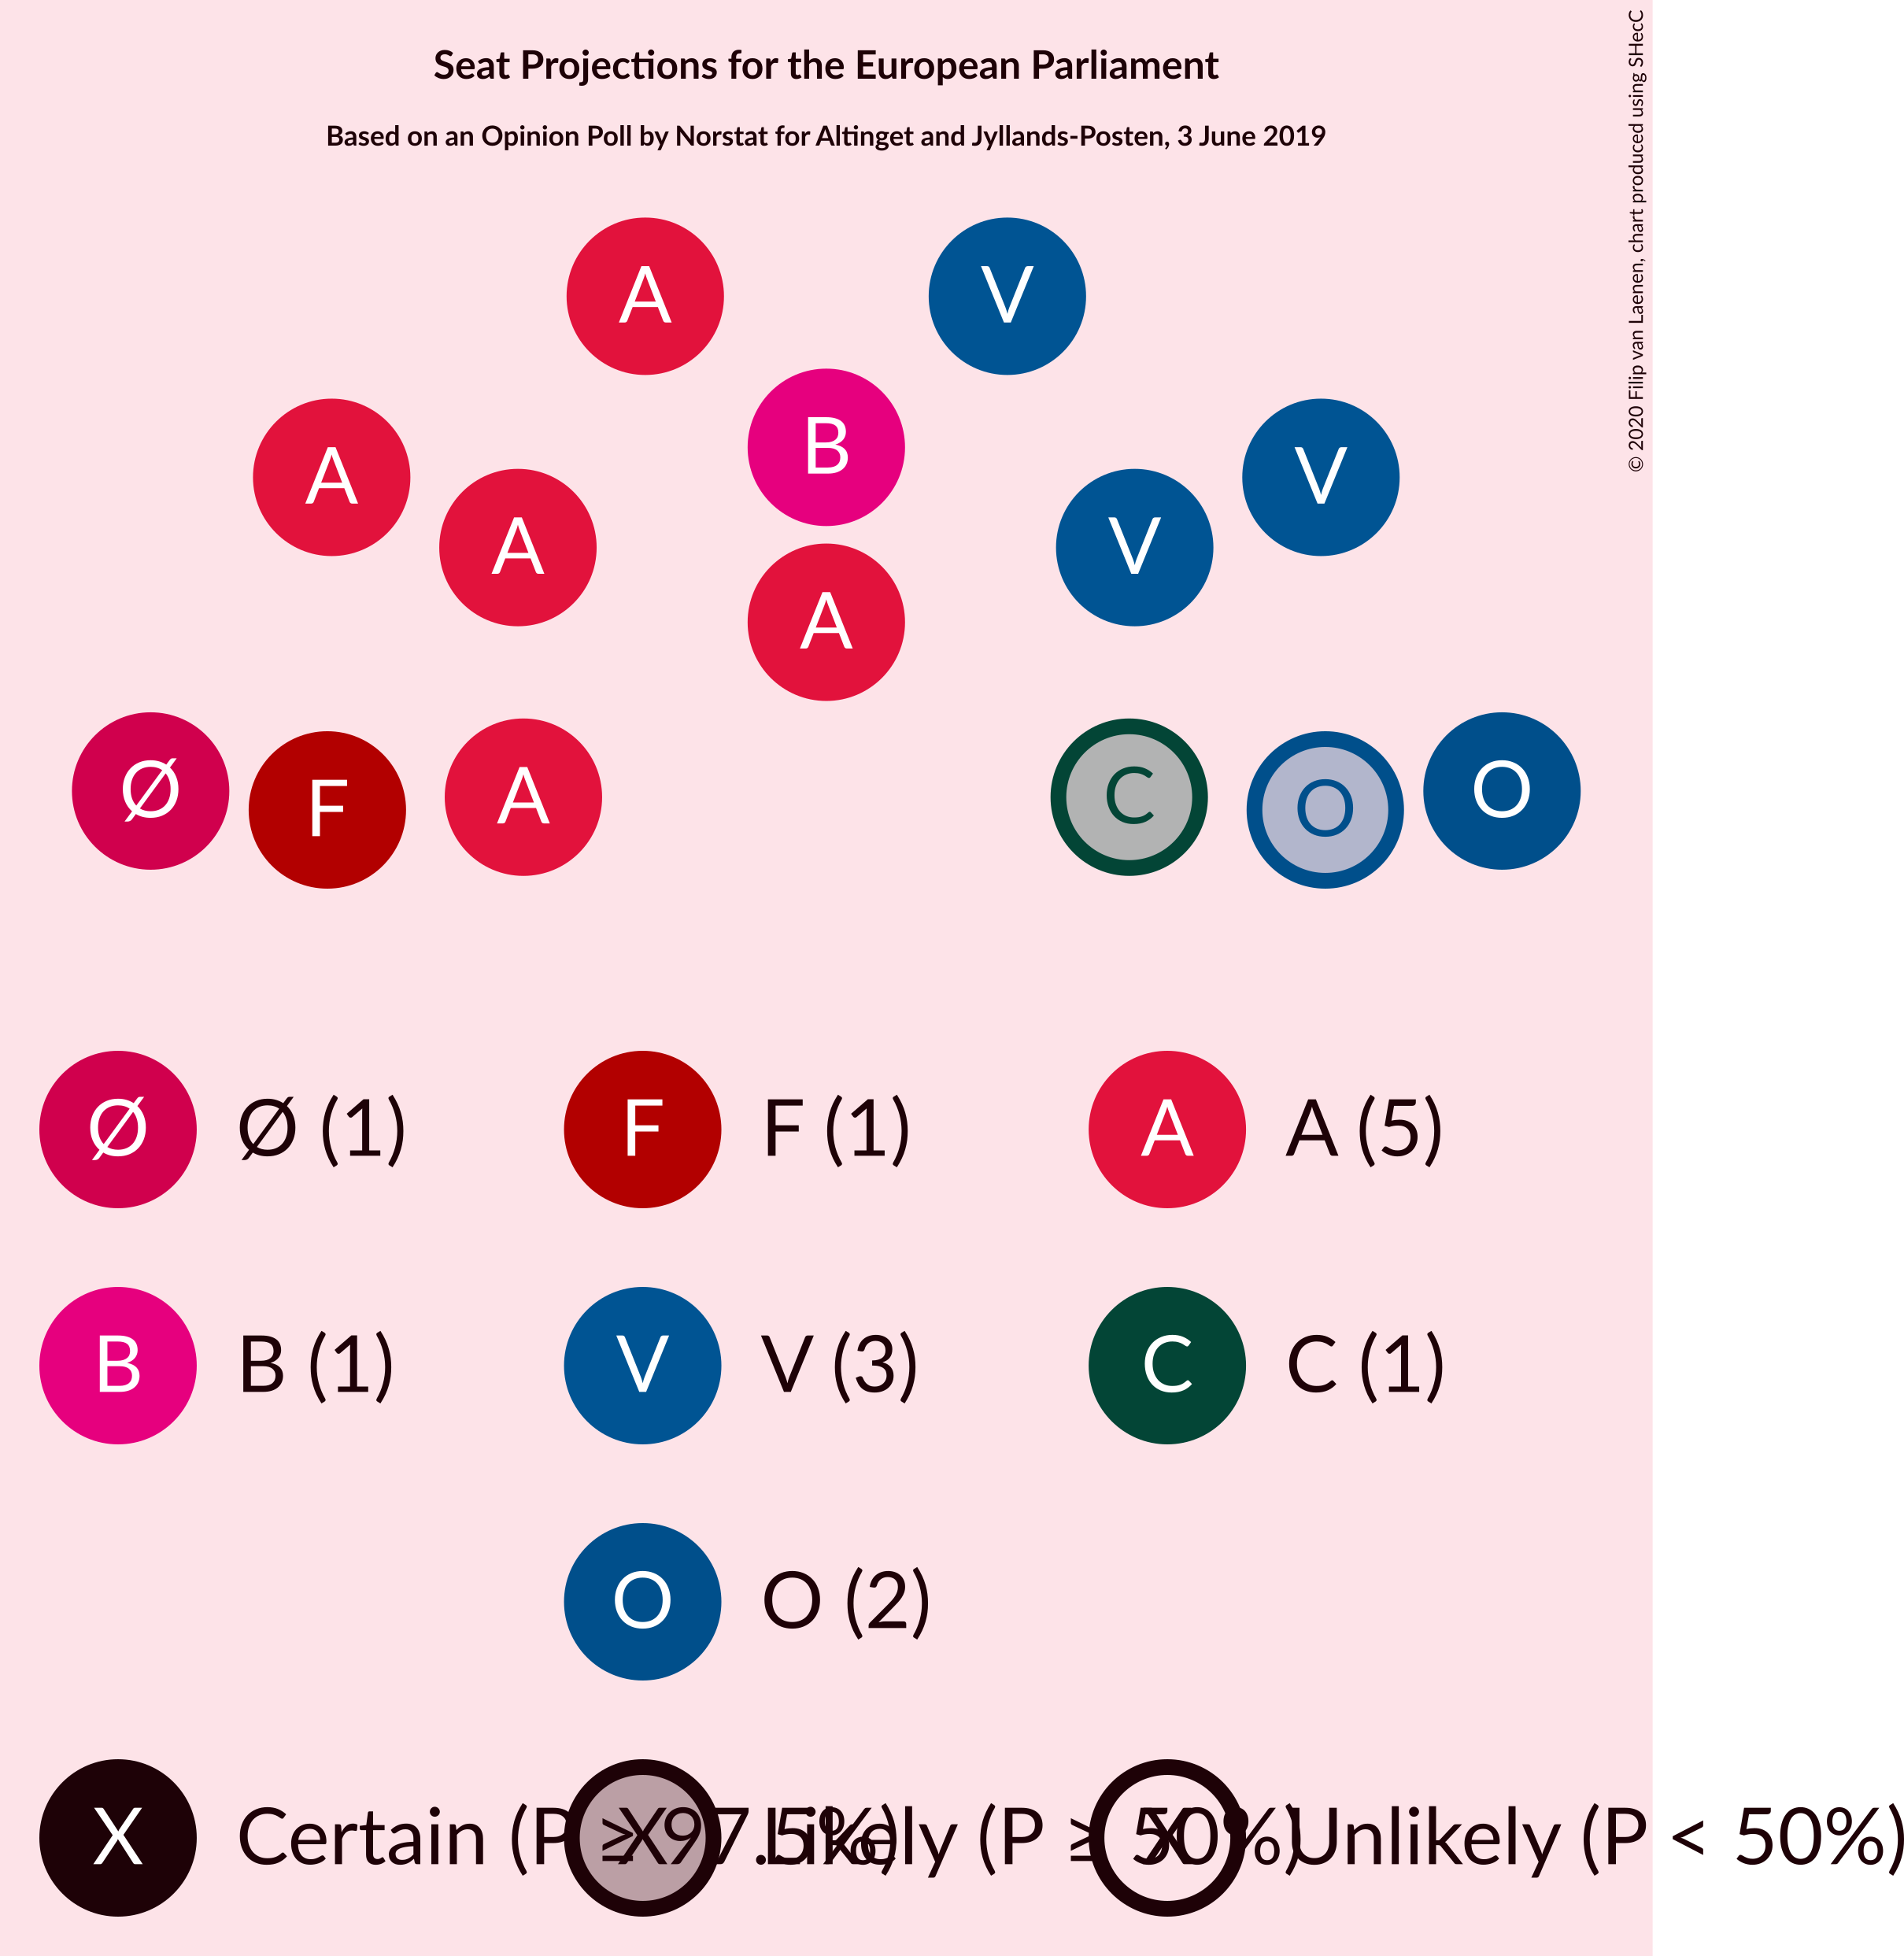 Seat Projections for the European Parliament
Based on an Opinion Poll by Norstat for Altinget and Jyllands-Posten, 3 June 2019
© 2020 Filip van Laenen, chart produced using SHecC
A
V
B
A
V
A
V
A
Ø
F
A
C
O
O
Ø Ø (1)
F F (1)
A A (5)
B B (1)
V V (3)
C C (1)
O O (2)
X Certain (P ≥ 97.5%)
X Likely (P ≥ 50%)
X Unlikely (P < 50%)